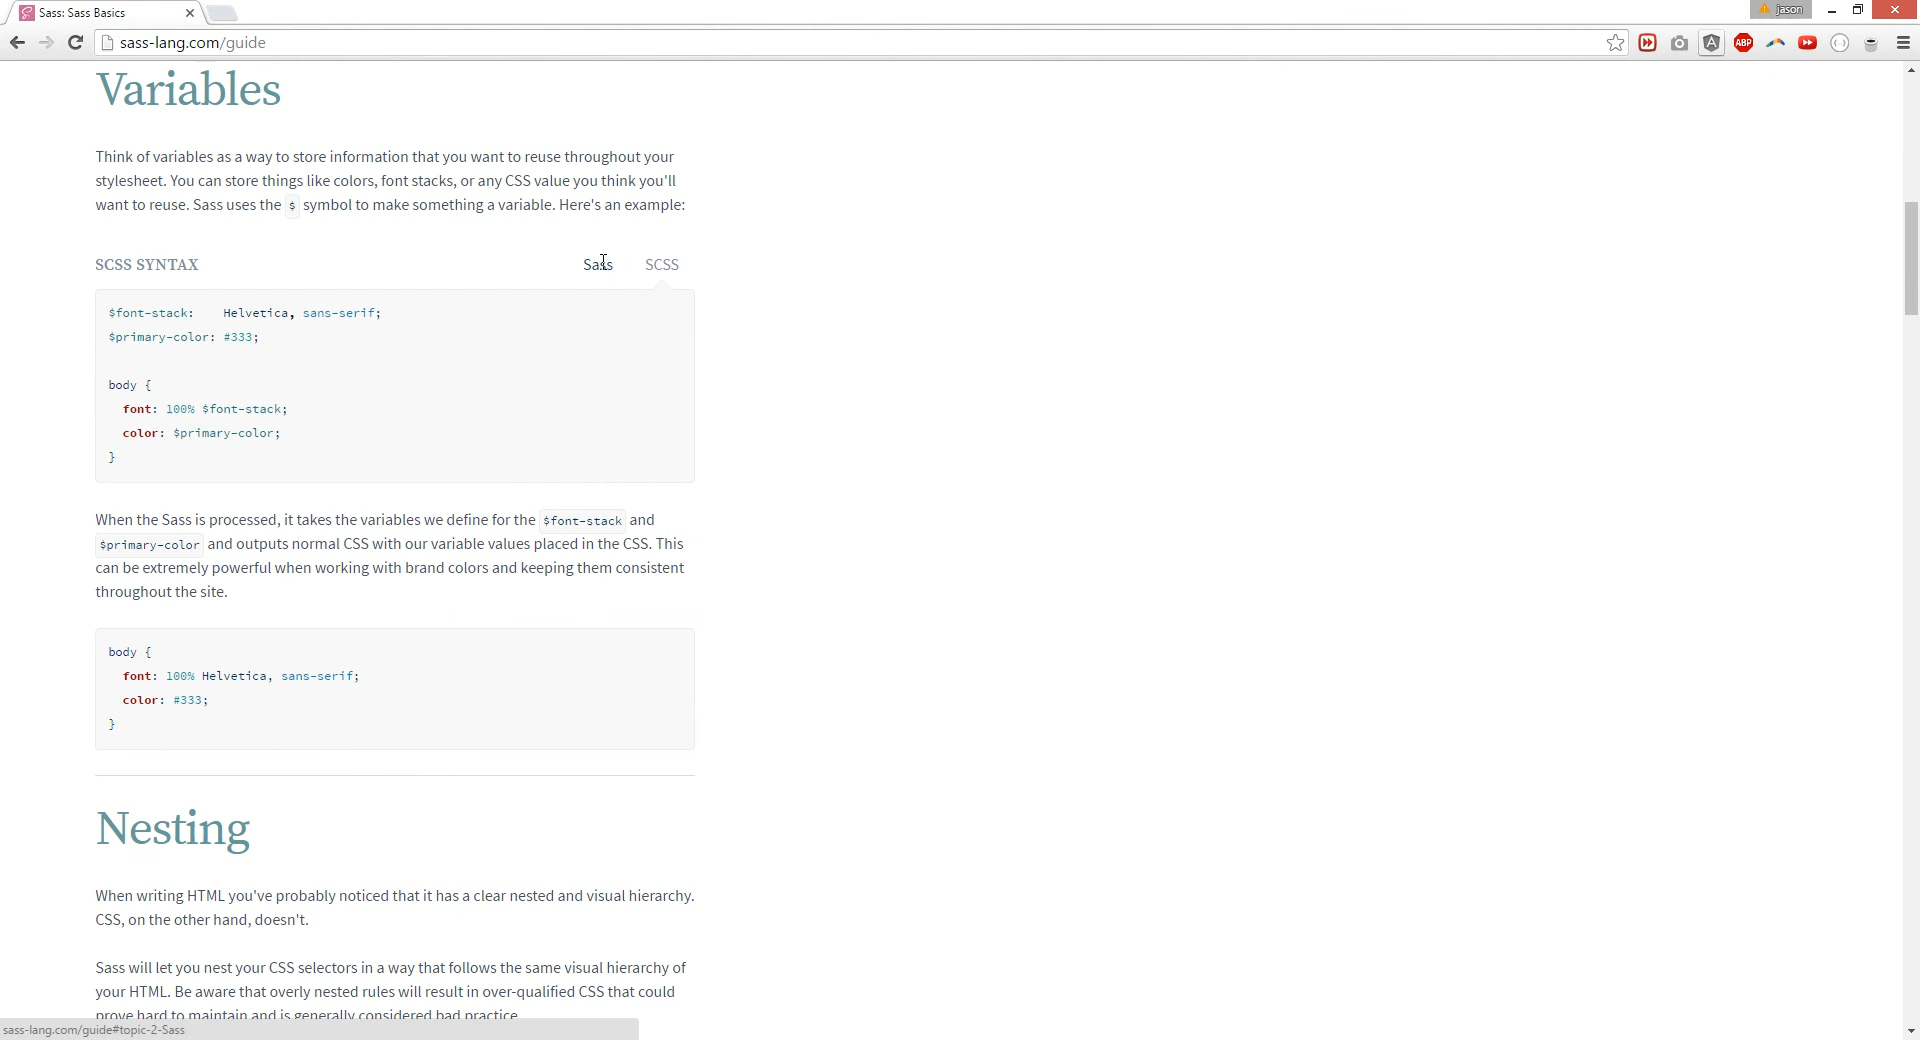 Sass: Sass Basics
jason
sass-lang.com/guide
ABP
Variables
Think of variables as a way to store information that you want to reuse throughout your
stylesheet. You can store things like colors, font stacks, or any CSS value you think you'll
want to reuse. Sass uses the $ symbol to make something a variable. Here's an example:
SCSS SYNTAX Sass SCSS
$font-stack:    Helvetica, sans-serif;
$primary-color: #333;
body {
  font: 100% $font-stack;
  color: $primary-color;
}
When the Sass is processed, it takes the variables we define for the $font-stack and
$primary-color and outputs normal CSS with our variable values placed in the CSS. This
can be extremely powerful when working with brand colors and keeping them consistent
throughout the site.
body {
  font: 100% Helvetica, sans-serif;
  color: #333;
}
Nesting
When writing HTML you've probably noticed that it has a clear nested and visual hierarchy.
CSS, on the other hand, doesn't.
Sass will let you nest your CSS selectors in a way that follows the same visual hierarchy of
your HTML. Be aware that overly nested rules will result in over-qualified CSS that could
prove hard to maintain and is generally considered bad practice.
sass-lang.com/guide#topic-2-Sass